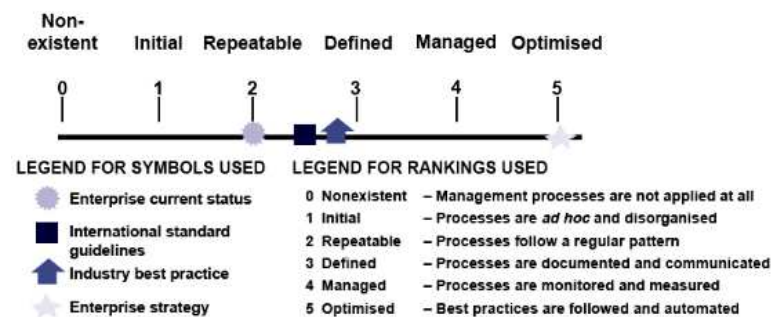 Non-
existent Initial Repeatable Defined Managed Optimised
0 1 2 3 4 5
LEGEND FOR SYMBOLS USED
Enterprise current status
International standard
guidelines
Industry best practice
Enterprise strategy
LEGEND FOR RANKINGS USED
0 Nonexistent – Management processes are not applied at all
1 Initial – Processes are ad hoc and disorganised
2 Repeatable – Processes follow a regular pattern
3 Defined – Processes are documented and communicated
4 Managed – Processes are monitored and measured
5 Optimised – Best practices are followed and automated